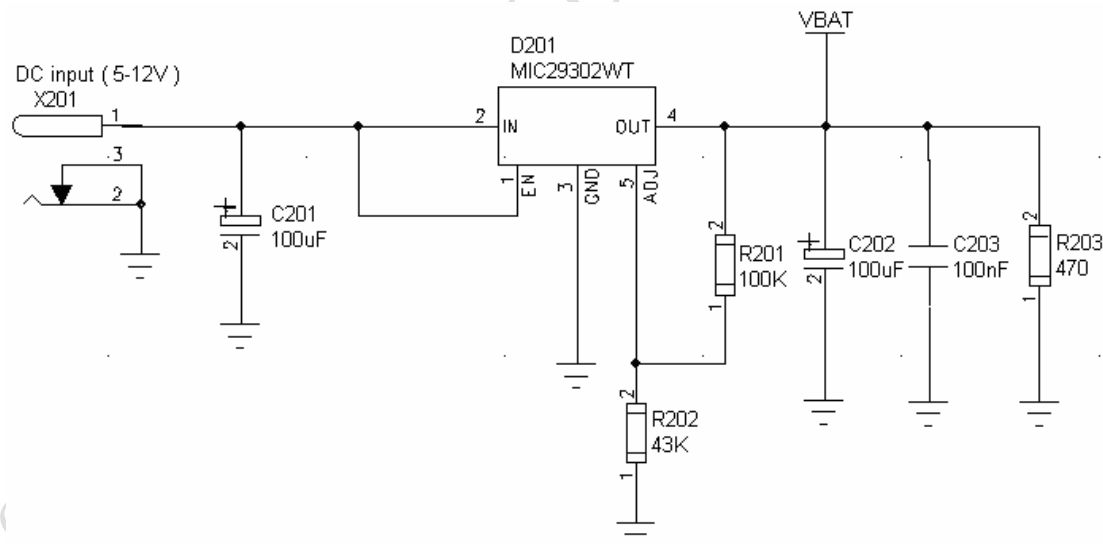 VBAT
D201
MIC29302WT
DC input ( 5-12V )
X201
1
2
IN
OUT
4
3
2
1
EN
3
GND
5
ADJ
C201
100uF
2
2
R201
100K
1
C202
100uF
2
C203
100nF
2
R203
470
1
2
R202
43K
1